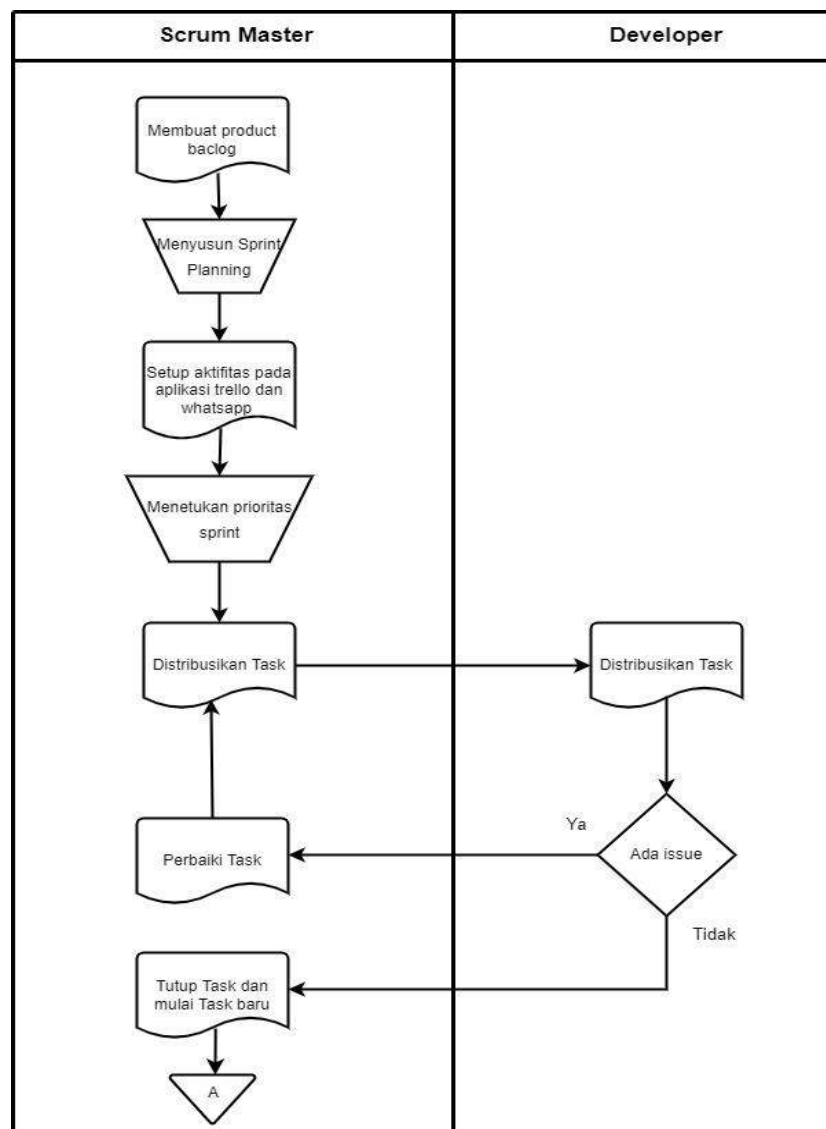 Scrum Master
Developer
Membuat product
baclog
Menyusun Sprint
Planning
Setup aktifitas pada
aplikasi trello dan
whatsapp
Menetukan prioritas
sprint
Distribusikan Task
Distribusikan Task
Ya
Ada issue
Perbaiki Task
Tidak
Tutup Task dan
mulai Task baru
A